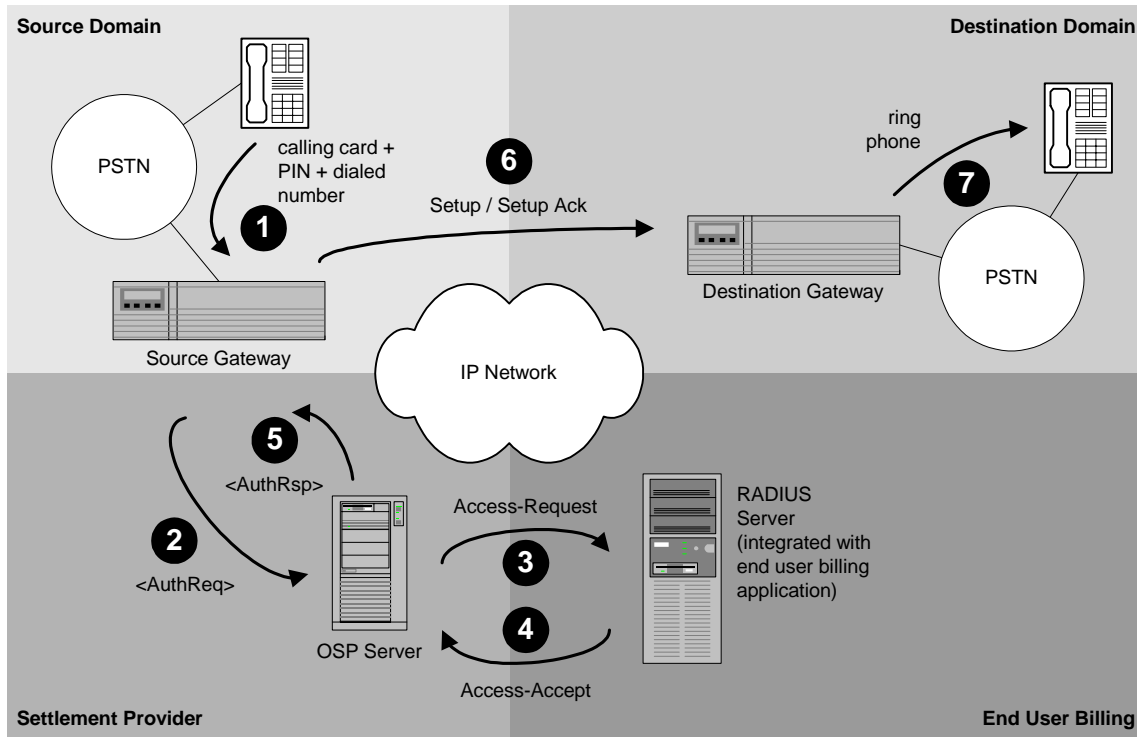 Source Domain
Destination Domain
PSTN
calling card +
PIN + dialed
number
1
6
Setup / Setup Ack
ring
phone
7
Source Gateway
Destination Gateway
PSTN
IP Network
5
<AuthRsp>
2
<AuthReq>
OSP Server
Access-Request
3
4
Access-Accept
RADIUS
Server
(integrated with
end user billing
application)
Settlement Provider
End User Billing